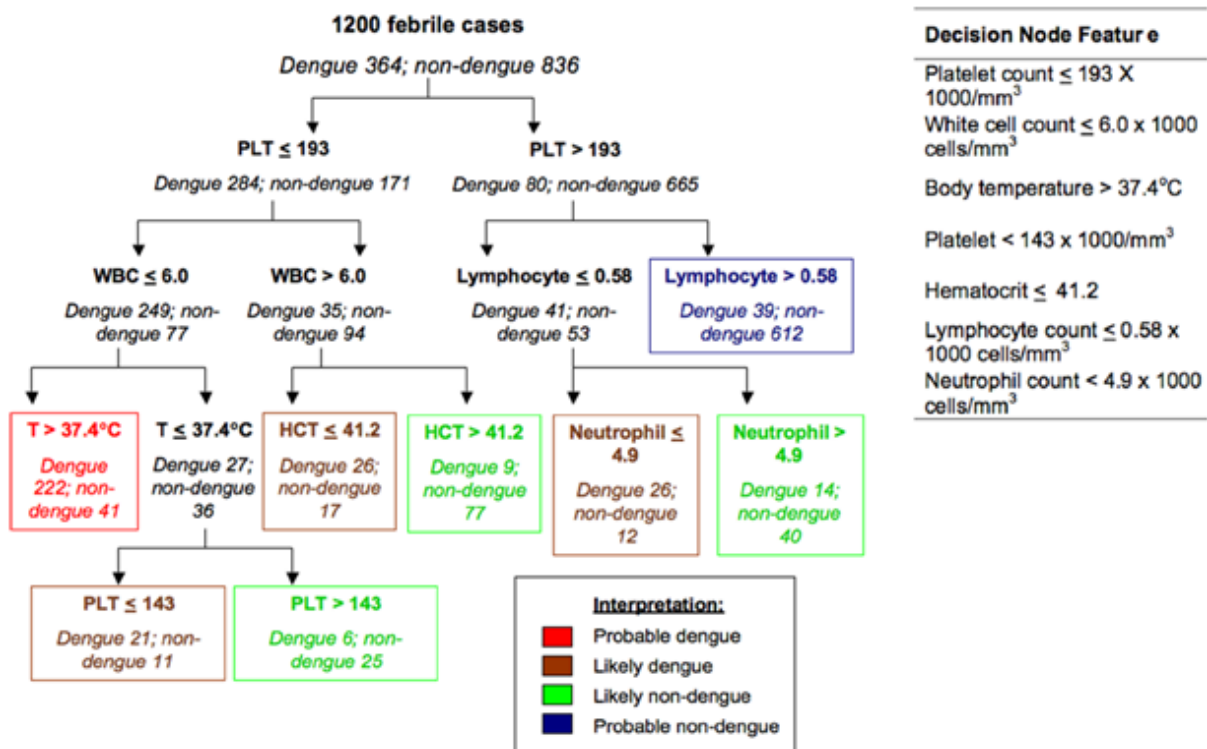 1200 febrile cases
Dengue 364; non-dengue 836
PLT ≤ 193
Dengue 284; non-dengue 171
PLT > 193
Dengue 80; non-dengue 665
WBC ≤ 6.0
Dengue 249; non-
dengue 77
WBC > 6.0
Dengue 35; non-
dengue 94
Lymphocyte ≤ 0.58
Dengue 41; non-
dengue 53
Lymphocyte > 0.58
Dengue 39; non-
dengue 612
T > 37.4°C
Dengue
222; non-
dengue 41
T ≤ 37.4°C
Dengue 27;
non-dengue
36
HCT ≤ 41.2
Dengue 26;
non-dengue
17
HCT > 41.2
Dengue 9;
non-dengue
77
Neutrophil ≤
4.9
Dengue 26;
non-dengue
12
Neutrophil >
4.9
Dengue 14;
non-dengue
40
PLT ≤ 143
Dengue 21; non-
dengue 11
PLT > 143
Dengue 6; non-
dengue 25
Interpretation:
Probable dengue
Likely dengue
Likely non-dengue
Probable non-dengue
Decision Node Feature
Platelet count ≤ 193 X
1000/mm³
White cell count ≤ 6.0 x 1000
cells/mm³
Body temperature > 37.4°C
Platelet < 143 x 1000/mm³
Hematocrit ≤ 41.2
Lymphocyte count ≤ 0.58 x
1000 cells/mm³
Neutrophil count < 4.9 x 1000
cells/mm³